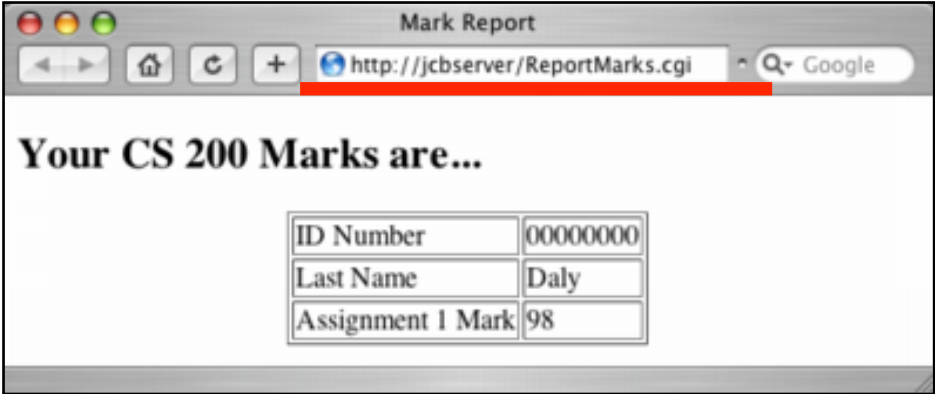 Mark Report
http://jcbserver/ReportMarks.cgi Google
Your CS 200 Marks are...
ID Number 00000000
Last Name Daly
Assignment 1 Mark 98